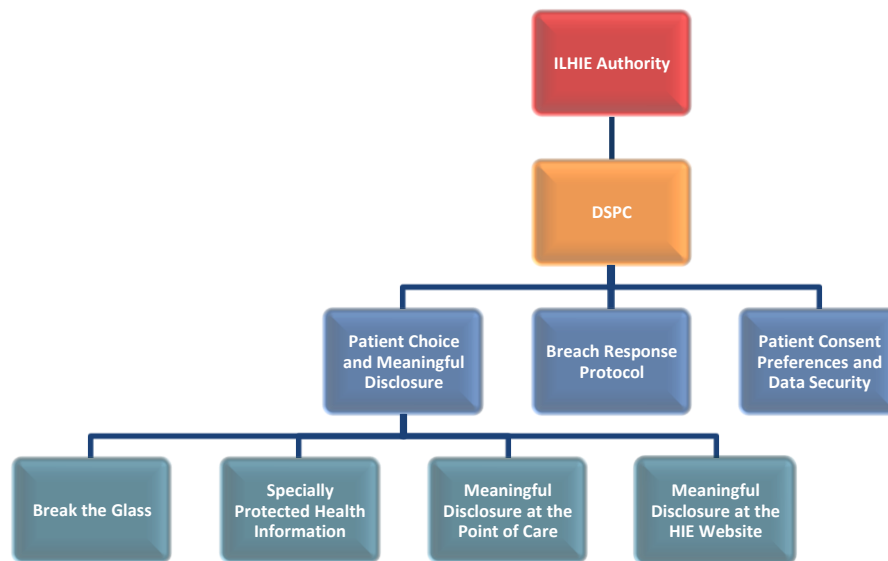 ILHIE Authority
DSPC
Patient Choice
and Meaningful
Disclosure
Breach Response
Protocol
Patient Consent
Preferences and
Data Security
Break the Glass
Specially
Protected Health
Information
Meaningful
Disclosure at the
Point of Care
Meaningful
Disclosure at the
HIE Website